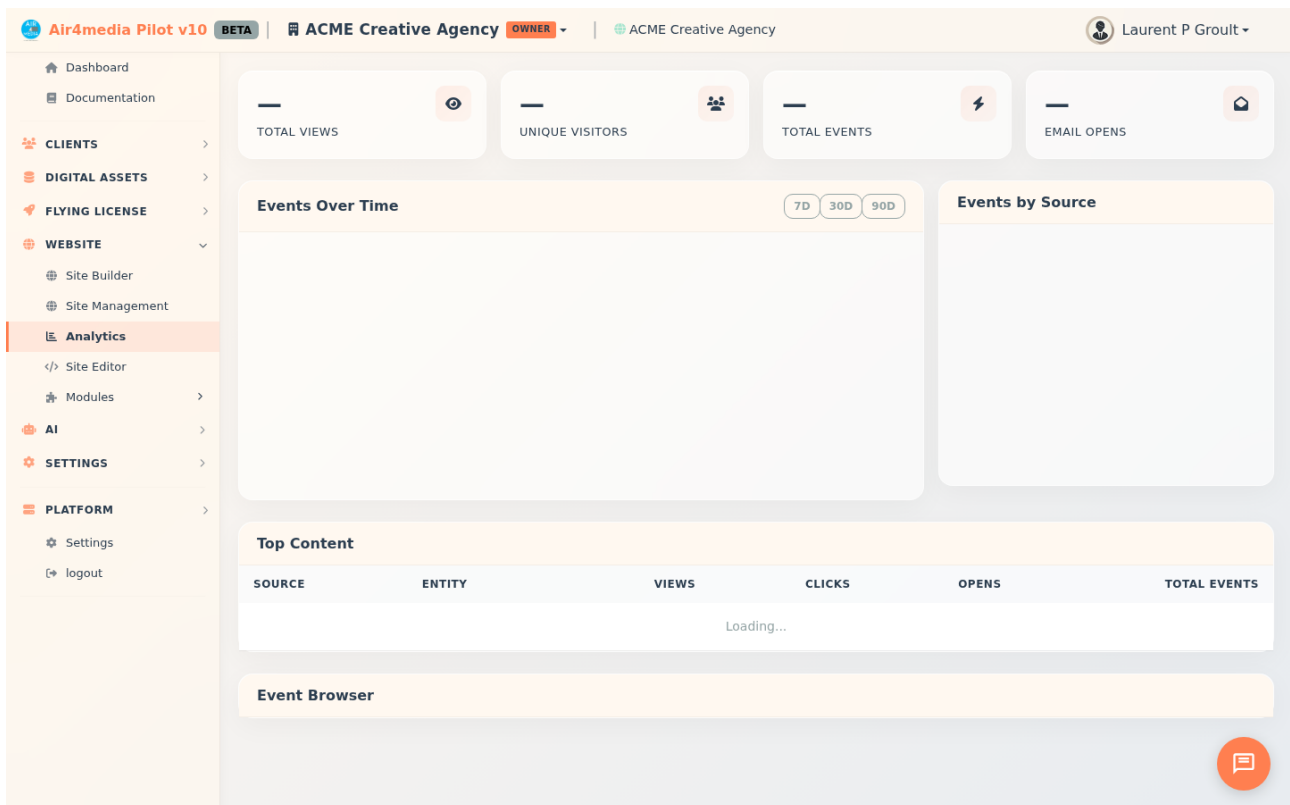 Air4media Pilot v10 BETA ACME Creative Agency OWNER ACME Creative Agency Laurent P Groult
Dashboard
Documentation
CLIENTS
DIGITAL ASSETS
FLYING LICENSE
WEBSITE
Site Builder
Site Management
Analytics
Site Editor
Modules
AI
SETTINGS
PLATFORM
Settings
logout
—
TOTAL VIEWS
—
UNIQUE VISITORS
—
TOTAL EVENTS
—
EMAIL OPENS
Events Over Time 7D 30D 90D
Events by Source
Top Content
SOURCE ENTITY VIEWS CLICKS OPENS TOTAL EVENTS
Loading...
Event Browser